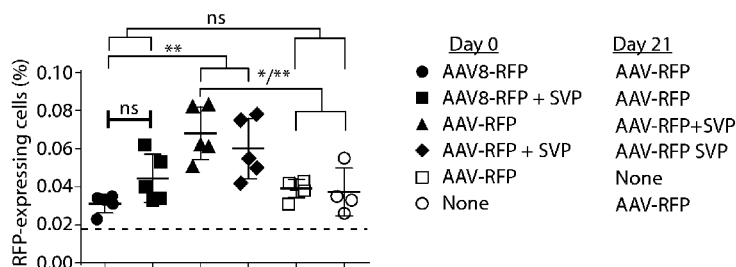 ns
**
*/**
ns
RFP-expressing cells (%)
0.10
0.08
0.06
0.04
0.02
0.00
Day 0 Day 21
AAV8-RFP AAV-RFP
AAV8-RFP + SVP AAV-RFP
AAV-RFP AAV-RFP+SVP
AAV-RFP + SVP AAV-RFP SVP
AAV-RFP None
None AAV-RFP